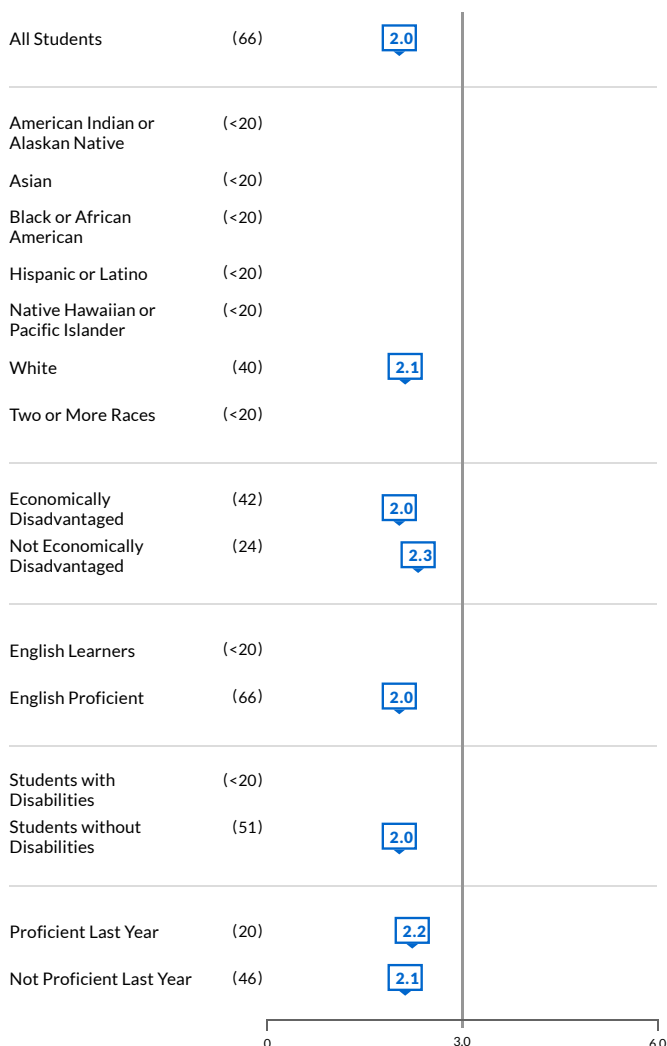 All Students (66) 2.0
American Indian or (<20)
Alaskan Native
Asian (<20)
Black or African (<20)
American
Hispanic or Latino (<20)
Native Hawaiian or (<20)
Pacific Islander
White (40) 2.1
Two or More Races (<20)
Economically (42) 2.0
Disadvantaged
Not Economically (24) 2.3
Disadvantaged
English Learners (<20)
English Proficient (66) 2.0
Students with (<20)
Disabilities
Students without (51) 2.0
Disabilities
Proficient Last Year (20) 2.2
Not Proficient Last Year (46) 2.1
0 3.0 6.0